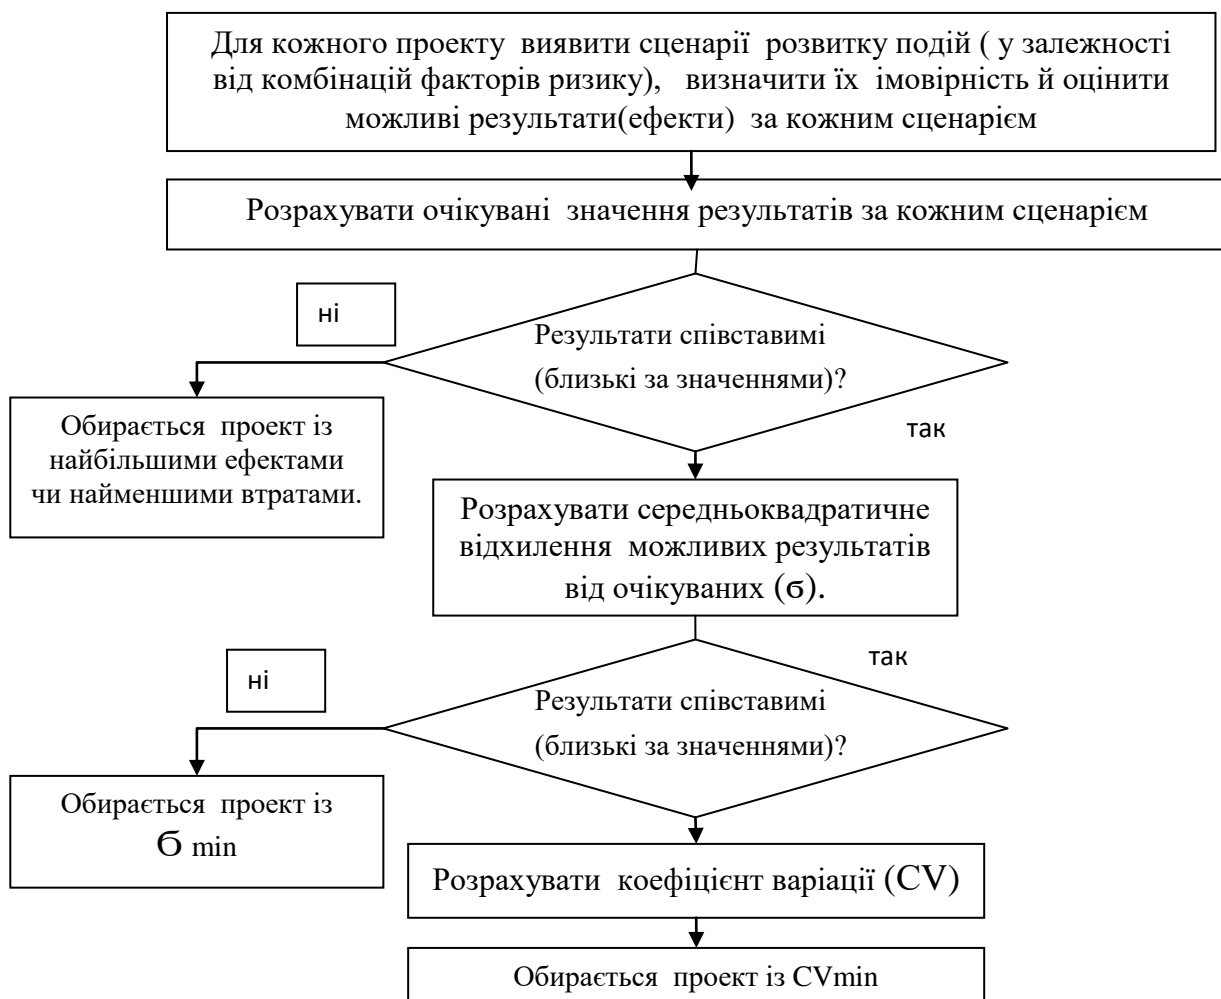 Для кожного проекту виявити сценарії розвитку подій ( у залежності
від комбінацій факторів ризику), визначити їх імовірність й оцінити
можливі результати(ефекти) за кожним сценарієм
Розрахувати очікувані значення результатів за кожним сценарієм
ні
Результати співставимі
(близькі за значеннями)?
так
Обирається проект із
найбільшими ефектами
чи найменшими втратами.
Розрахувати середньоквадратичне
відхилення можливих результатів
від очікуваних (б).
так
ні
Результати співставимі
(близькі за значеннями)?
Обирається проект із
б min
Розрахувати коефіцієнт варіації (CV)
Обирається проект із CVmin